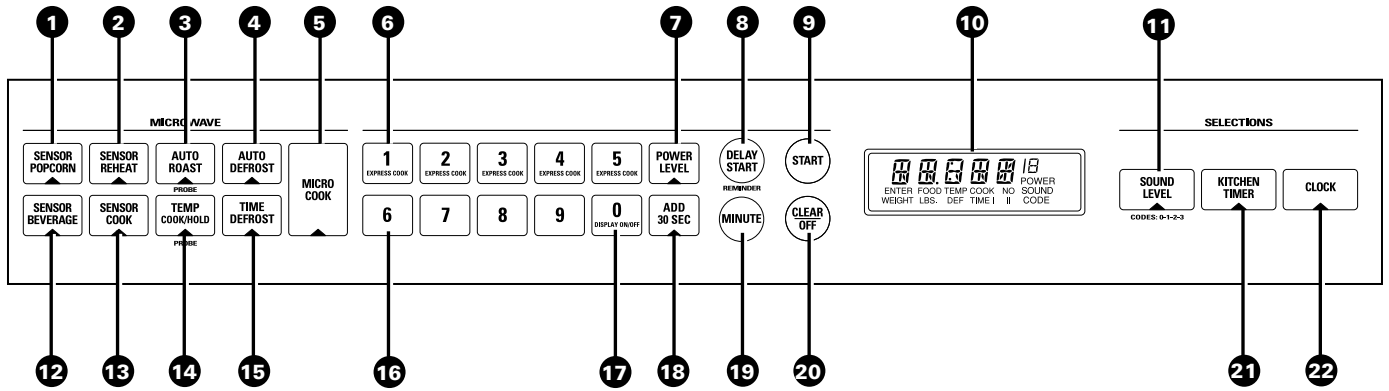 1 2 3 4 5 6 7 8 9 10 11
MICROWAVE
SELECTIONS
SENSOR POPCORN
SENSOR REHEAT
AUTO ROAST
PROBE
AUTO DEFROST
MICRO COOK
1 EXPRESS COOK
2 EXPRESS COOK
3 EXPRESS COOK
4 EXPRESS COOK
5 EXPRESS COOK
POWER LEVEL
DELAY START
REMINDER
START
18
POWER
ENTER FOOD TEMP COOK NO SOUND
WEIGHT LBS. DEF TIME I II CODE
SOUND LEVEL
CODES: 0-1-2-3
KITCHEN TIMER
CLOCK
SENSOR BEVERAGE
SENSOR COOK
TEMP COOK/HOLD
PROBE
TIME DEFROST
6
7
8
9
0 DISPLAY ON/OFF
ADD 30 SEC
MINUTE
CLEAR OFF
12 13 14 15 16 17 18 19 20 21 22